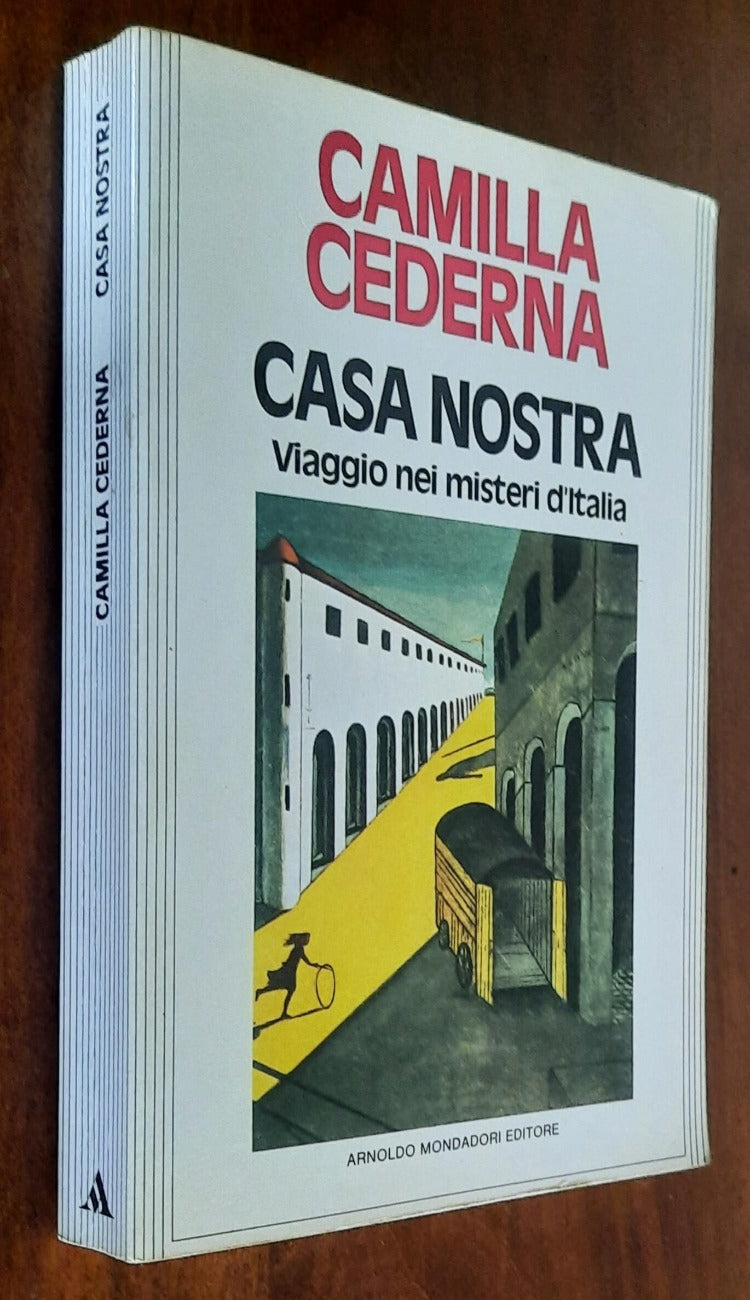 CAMILLA
CEDERNA
CASA NOSTRA
Viaggio nei misteri d'Italia
ARNOLDO MONDADORI EDITORE
CAMILLA CEDERNA CASA NOSTRA